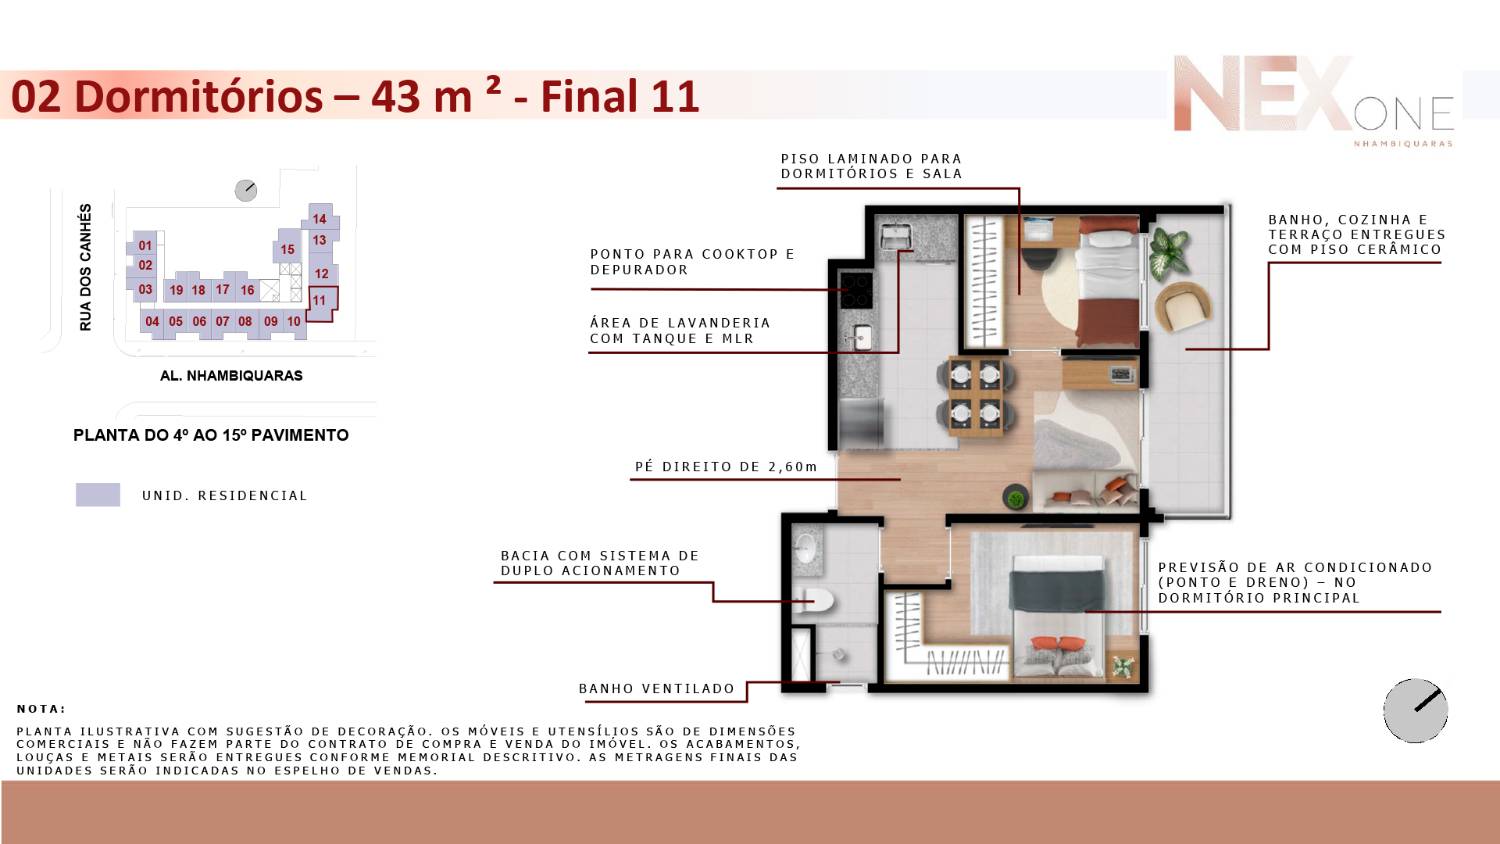 02 Dormitórios – 43 m ² - Final 11
NEXONE
NHAMBIQUARAS
PISO LAMINADO PARA
DORMITÓRIOS E SALA
BANHO, COZINHA E
TERRAÇO ENTREGUES
COM PISO CERÂMICO
PONTO PARA COOKTOP E
DEPURADOR
ÁREA DE LAVANDERIA
COM TANQUE E MLR
PÉ DIREITO DE 2,60m
BACIA COM SISTEMA DE
DUPLO ACIONAMENTO
PREVISÃO DE AR CONDICIONADO
(PONTO E DRENO) – NO
DORMITÓRIO PRINCIPAL
BANHO VENTILADO
RUA DOS CANHÉS
14
01
15
13
02
12
03
19 18 17 16
11
04 05 06 07 08 09 10
AL. NHAMBIQUARAS
PLANTA DO 4º AO 15º PAVIMENTO
UNID. RESIDENCIAL
NOTA:
PLANTA ILUSTRATIVA COM SUGESTÃO DE DECORAÇÃO. OS MÓVEIS E UTENSÍLIOS SÃO DE DIMENSÕES
COMERCIAIS E NÃO FAZEM PARTE DO CONTRATO DE COMPRA E VENDA DO IMÓVEL. OS ACABAMENTOS,
LOUÇAS E METAIS SERÃO ENTREGUES CONFORME MEMORIAL DESCRITIVO. AS METRAGENS FINAIS DAS
UNIDADES SERÃO INDICADAS NO ESPELHO DE VENDAS.